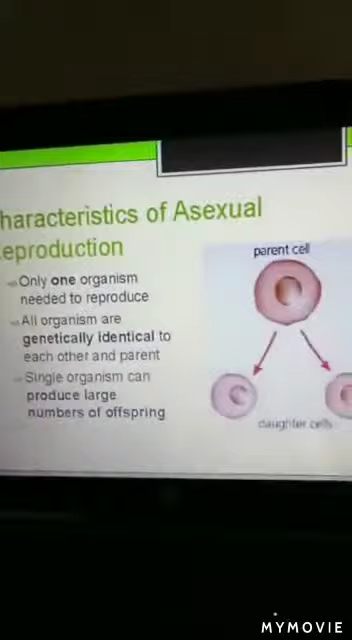 haracteristics of Asexual
eproduction
Only one organism
needed to reproduce
All organism are
genetically identical to
each other and parent
Single organism can
produce large
numbers of offspring
parent cell
daughter cells
MYMOVIE